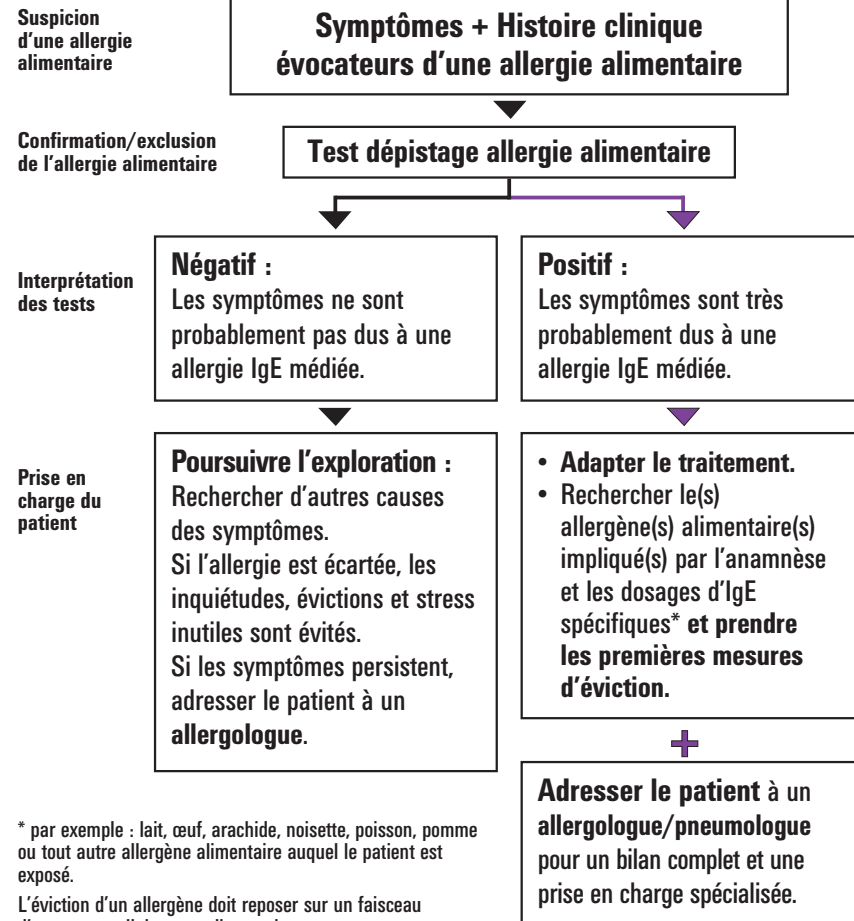 Suspicion
d'une allergie
alimentaire
Symptômes + Histoire clinique
évocateurs d'une allergie alimentaire
Confirmation/exclusion
de l'allergie alimentaire
Test dépistage allergie alimentaire
Interprétation
des tests
Négatif :
Les symptômes ne sont
probablement pas dus à une
allergie IgE médiée.
Positif :
Les symptômes sont très
probablement dus à une
allergie IgE médiée.
Prise en
charge du
patient
Poursuivre l'exploration :
Rechercher d'autres causes
des symptômes.
Si l'allergie est écartée, les
inquiétudes, évictions et stress
inutiles sont évités.
Si les symptômes persistent,
adresser le patient à un
allergologue.
• Adapter le traitement.
• Rechercher le(s)
allergène(s) alimentaire(s)
impliqué(s) par l'anamnèse
et les dosages d'IgE
spécifiques* et prendre
les premières mesures
d'éviction.
+
Adresser le patient à un
allergologue/pneumologue
pour un bilan complet et une
prise en charge spécialisée.
* par exemple : lait, œuf, arachide, noisette, poisson, pomme
ou tout autre allergène alimentaire auquel le patient est
exposé.
L'éviction d'un allergène doit reposer sur un faisceau